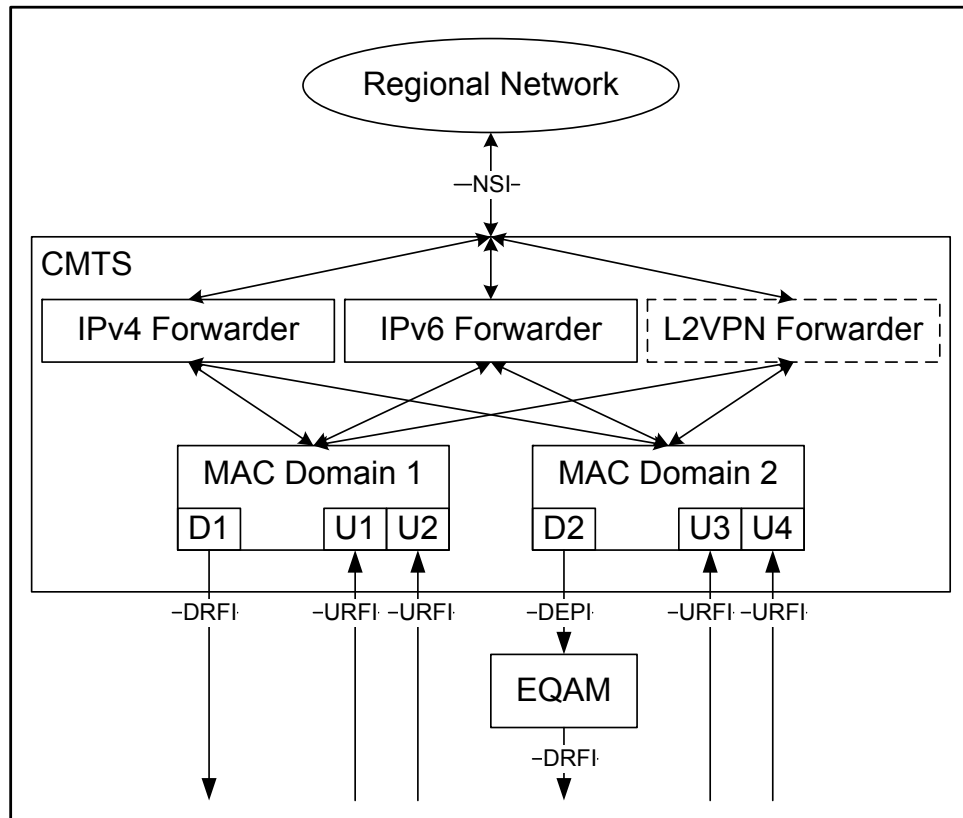 Regional Network
NSI
CMTS
IPv4 Forwarder
IPv6 Forwarder
L2VPN Forwarder
MAC Domain 1
MAC Domain 2
D1
U1
U2
D2
U3
U4
DRFI
URFI
URFI
DEPI
URFI
URFI
EQAM
DRFI